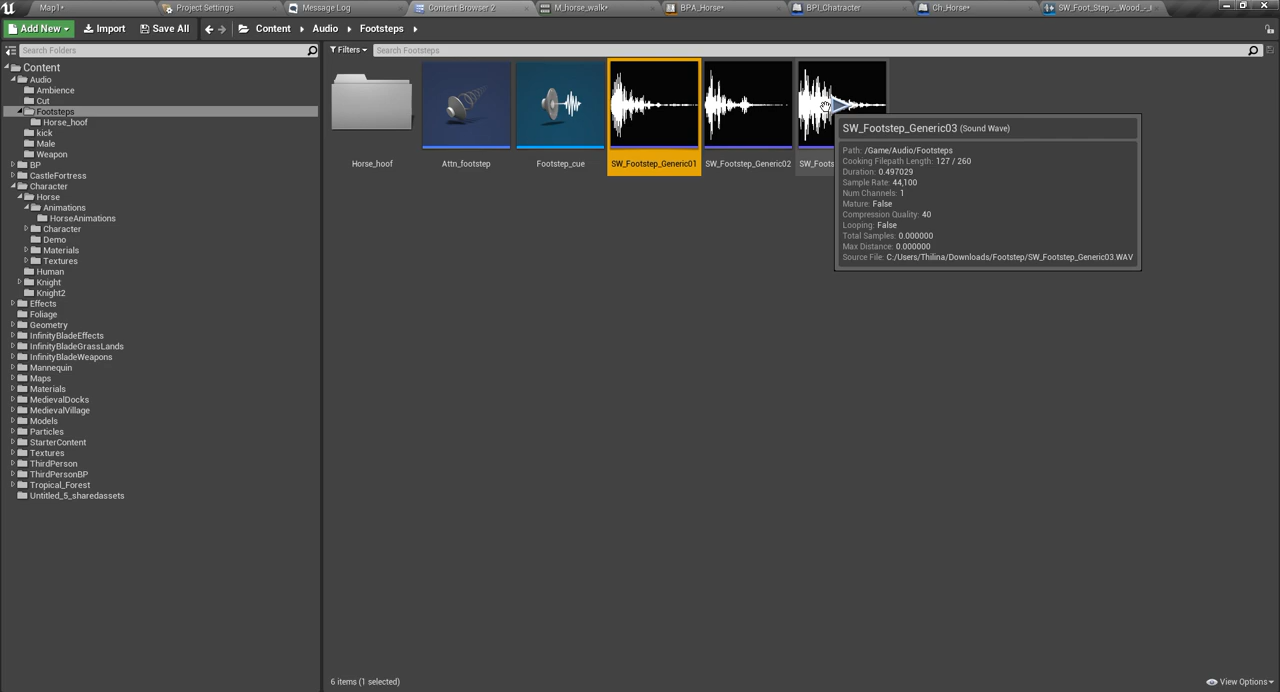 Map1*
Project Settings
Message Log
Content Browser 2
M_horse_walk*
BPA_Horse*
BPI_Chatracter
Ch_Horse*
SW_Foot_Step_-_Wood_-_I
Add New
Import
Save All
Content
Audio
Footsteps
Search Folders
Filters
Search Footsteps
Content
Audio
Ambience
Cut
Footsteps
Horse_hoof
kick
Male
Weapon
BP
CastleFortress
Character
Horse
Animations
HorseAnimations
Character
Demo
Materials
Textures
Human
Knight
Knight2
Effects
Foliage
Geometry
InfinityBladeEffects
InfinityBladeGrassLands
InfinityBladeWeapons
Mannequin
Maps
Materials
MedievalDocks
MedievalVillage
Models
Particles
StarterContent
Textures
ThirdPerson
ThirdPersonBP
Tropical_Forest
Untitled_5_sharedassets
Horse_hoof
Attn_footstep
Footstep_cue
SW_Footstep_Generic01
SW_Footstep_Generic02
SW_Foots
SW_Footstep_Generic03 (Sound Wave)
Path: /Game/Audio/Footsteps
Cooking Filepath Length: 127 / 260
Duration: 0.497029
Sample Rate: 44,100
Num Channels: 1
Mature: False
Compression Quality: 40
Looping: False
Total Samples: 0.000000
Max Distance: 0.000000
Source File: C:/Users/Thilina/Downloads/Footstep/SW_Footstep_Generic03.WAV
6 items (1 selected)
View Options